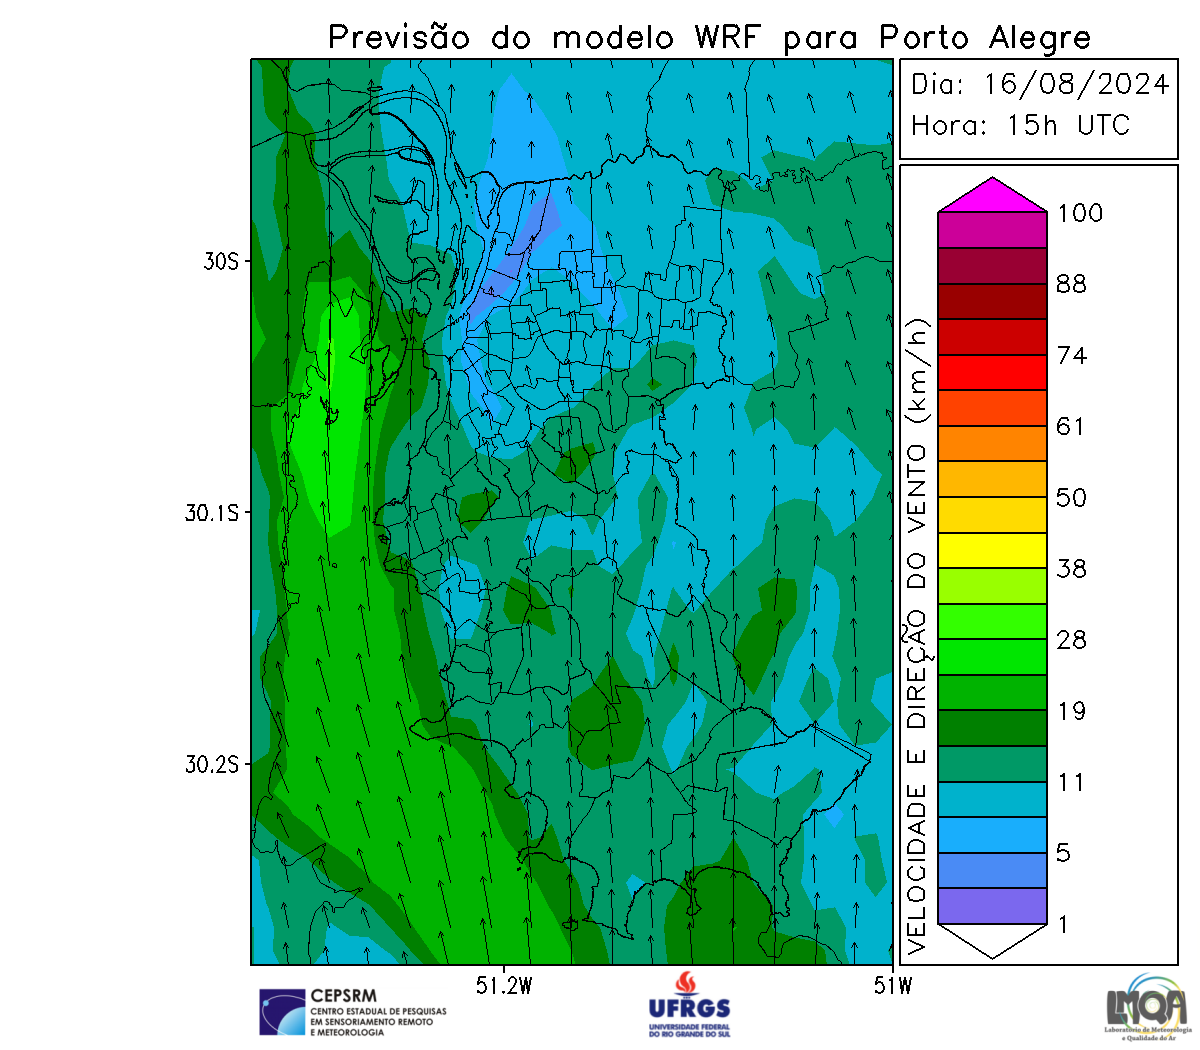 Previsão do modelo WRF para Porto Alegre
Dia: 16/08/2024
Hora: 15h UTC
30S
30.1S
30.2S
51.2W
51W
VELOCIDADE E DIREÇÃO DO VENTO (km/h)
100
88
74
61
50
38
28
19
11
5
1
CEPSRM
CENTRO ESTADUAL DE PESQUISAS
EM SENSORIAMENTO REMOTO
E METEOROLOGIA
UFRGS
UNIVERSIDADE FEDERAL
DO RIO GRANDE DO SUL
LMQA
Laboratório de Meteorologia
e Qualidade do Ar